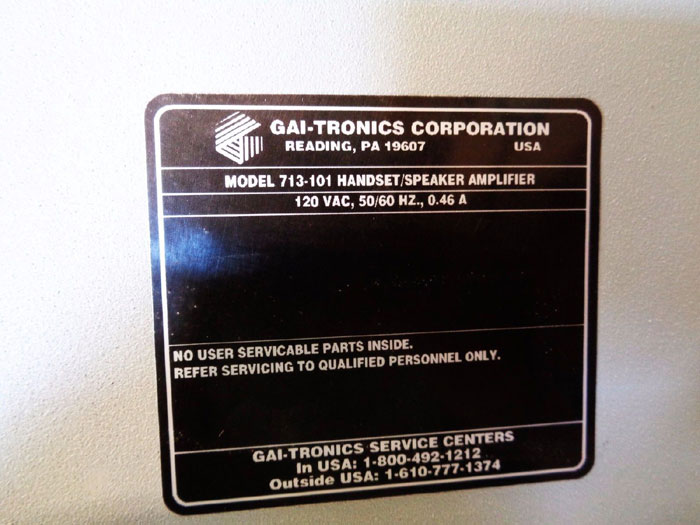 GAI-TRONICS CORPORATION
READING, PA 19607 USA
MODEL 713-101 HANDSET/SPEAKER AMPLIFIER
120 VAC, 50/60 HZ., 0.46 A
NO USER SERVICABLE PARTS INSIDE.
REFER SERVICING TO QUALIFIED PERSONNEL ONLY.
GAI-TRONICS SERVICE CENTERS
In USA: 1-800-492-1212
Outside USA: 1-610-777-1374